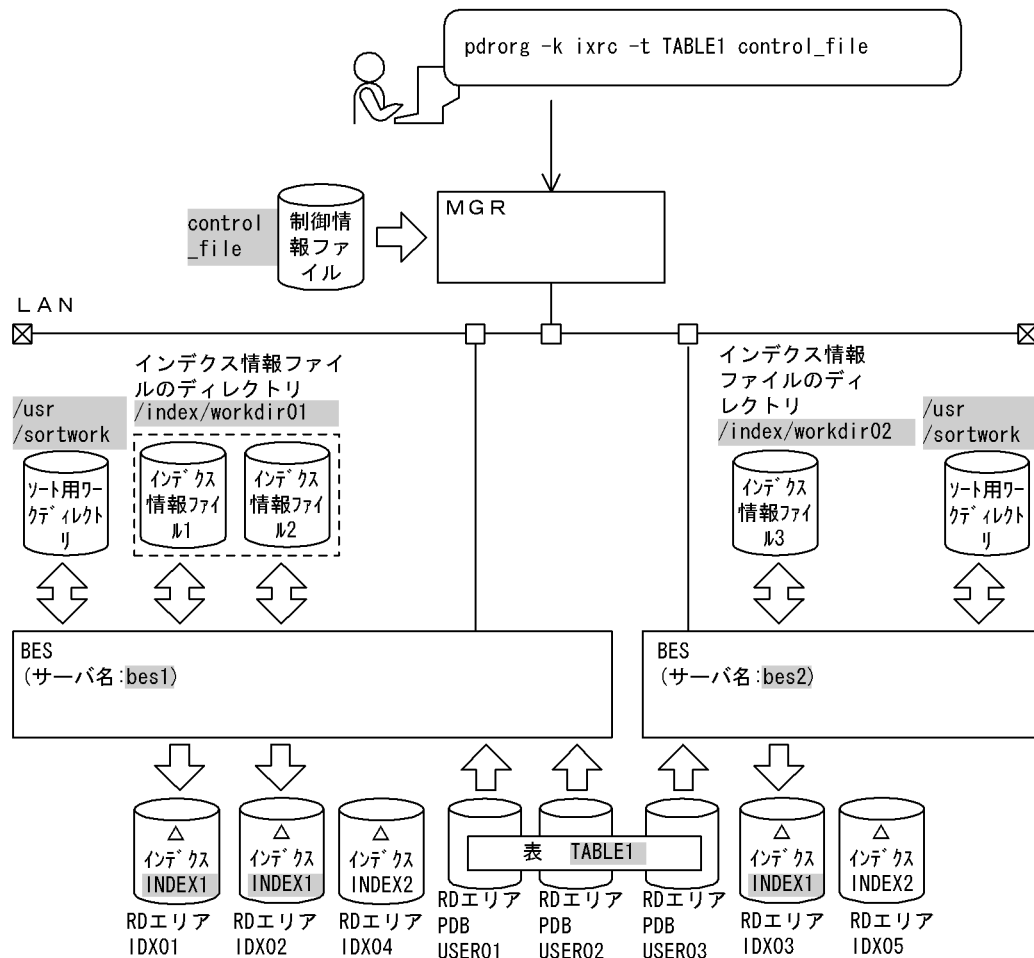 pdrorg -k ixrc -t TABLE1 control_file
MGR
control
_file
制御情
報ファ
イル
LAN
インデクス情報ファイ
ルのディレクトリ
/index/workdir01
/usr
/sortwork
ソート用ワー
クディレクト
リ
インデクス
情報ファイ
ル1
インデクス
情報ファイ
ル2
インデクス情報
ファイルのディ
レクトリ
/index/workdir02
/usr
/sortwork
インデクス
情報ファイ
ル3
ソート用ワー
クディレクト
リ
BES
(サーバ名:bes1)
BES
(サーバ名:bes2)
インデクス
INDEX1
RDエリア
IDX01
インデクス
INDEX1
RDエリア
IDX02
インデクス
INDEX2
RDエリア
IDX04
表 TABLE1
RDエリア
PDB
USER01
RDエリア
PDB
USER02
RDエリア
PDB
USER03
インデクス
INDEX1
RDエリア
IDX03
インデクス
INDEX2
RDエリア
IDX05